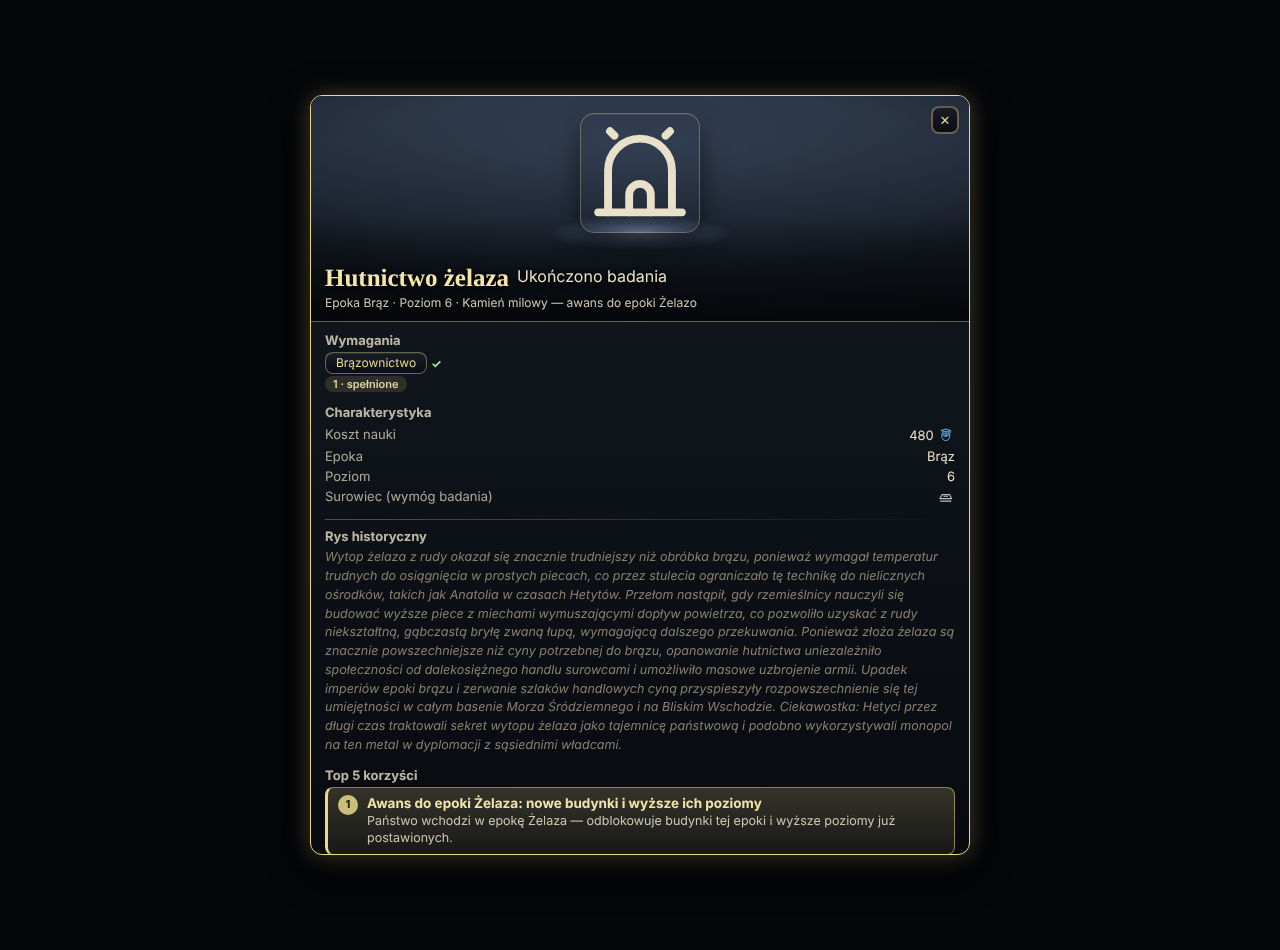 ×
Hutnictwo żelaza Ukończono badania
Epoka Brąz · Poziom 6 · Kamień milowy — awans do epoki Żelazo
Wymagania
Brązownictwo ✓
1 · spełnione
Charakterystyka
Koszt nauki 480
Epoka Brąz
Poziom 6
Surowiec (wymóg badania)
Rys historyczny
Wytop żelaza z rudy okazał się znacznie trudniejszy niż obróbka brązu, ponieważ wymagał temperatur
trudnych do osiągnięcia w prostych piecach, co przez stulecia ograniczało tę technikę do nielicznych
ośrodków, takich jak Anatolia w czasach Hetytów. Przełom nastąpił, gdy rzemieślnicy nauczyli się
budować wyższe piece z miechami wymuszającymi dopływ powietrza, co pozwoliło uzyskać z rudy
niekształtną, gąbczastą bryłę zwaną łupą, wymagającą dalszego przekuwania. Ponieważ złoża żelaza są
znacznie powszechniejsze niż cyny potrzebnej do brązu, opanowanie hutnictwa uniezależniło
społeczności od dalekosiężnego handlu surowcami i umożliwiło masowe uzbrojenie armii. Upadek
imperiów epoki brązu i zerwanie szlaków handlowych cyną przyspieszyły rozpowszechnienie się tej
umiejętności w całym basenie Morza Śródziemnego i na Bliskim Wschodzie. Ciekawostka: Hetyci przez
długi czas traktowali sekret wytopu żelaza jako tajemnicę państwową i podobno wykorzystywali monopol
na ten metal w dyplomacji z sąsiednimi władcami.
Top 5 korzyści
1 Awans do epoki Żelaza: nowe budynki i wyższe ich poziomy
Państwo wchodzi w epokę Żelaza — odblokowuje budynki tej epoki i wyższe poziomy już
postawionych.